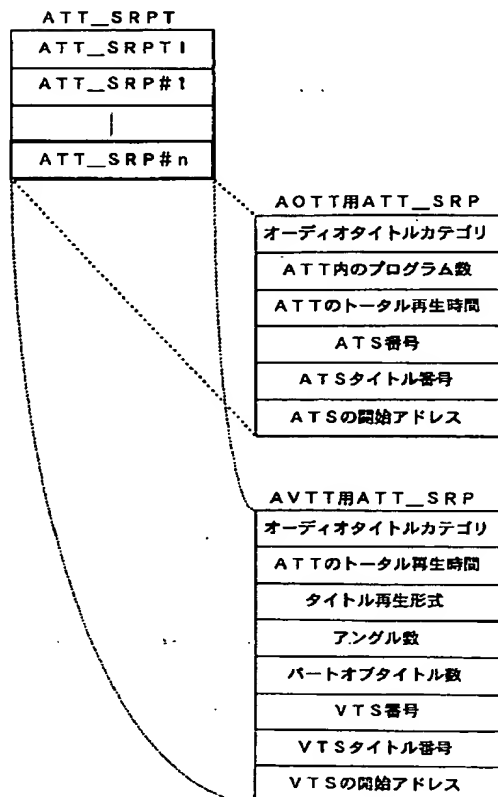 ATT__SRPT
ATT__SRPTI
ATT__SRP#1
|
ATT__SRP#n
AOTT用ATT__SRP
オーディオタイトルカテゴリ
ATT内のプログラム数
ATTのトータル再生時間
ATS番号
ATSタイトル番号
ATSの開始アドレス
AVTT用ATT__SRP
オーディオタイトルカテゴリ
ATTのトータル再生時間
タイトル再生形式
アングル数
パートオブタイトル数
VTS番号
VTSタイトル番号
VTSの開始アドレス